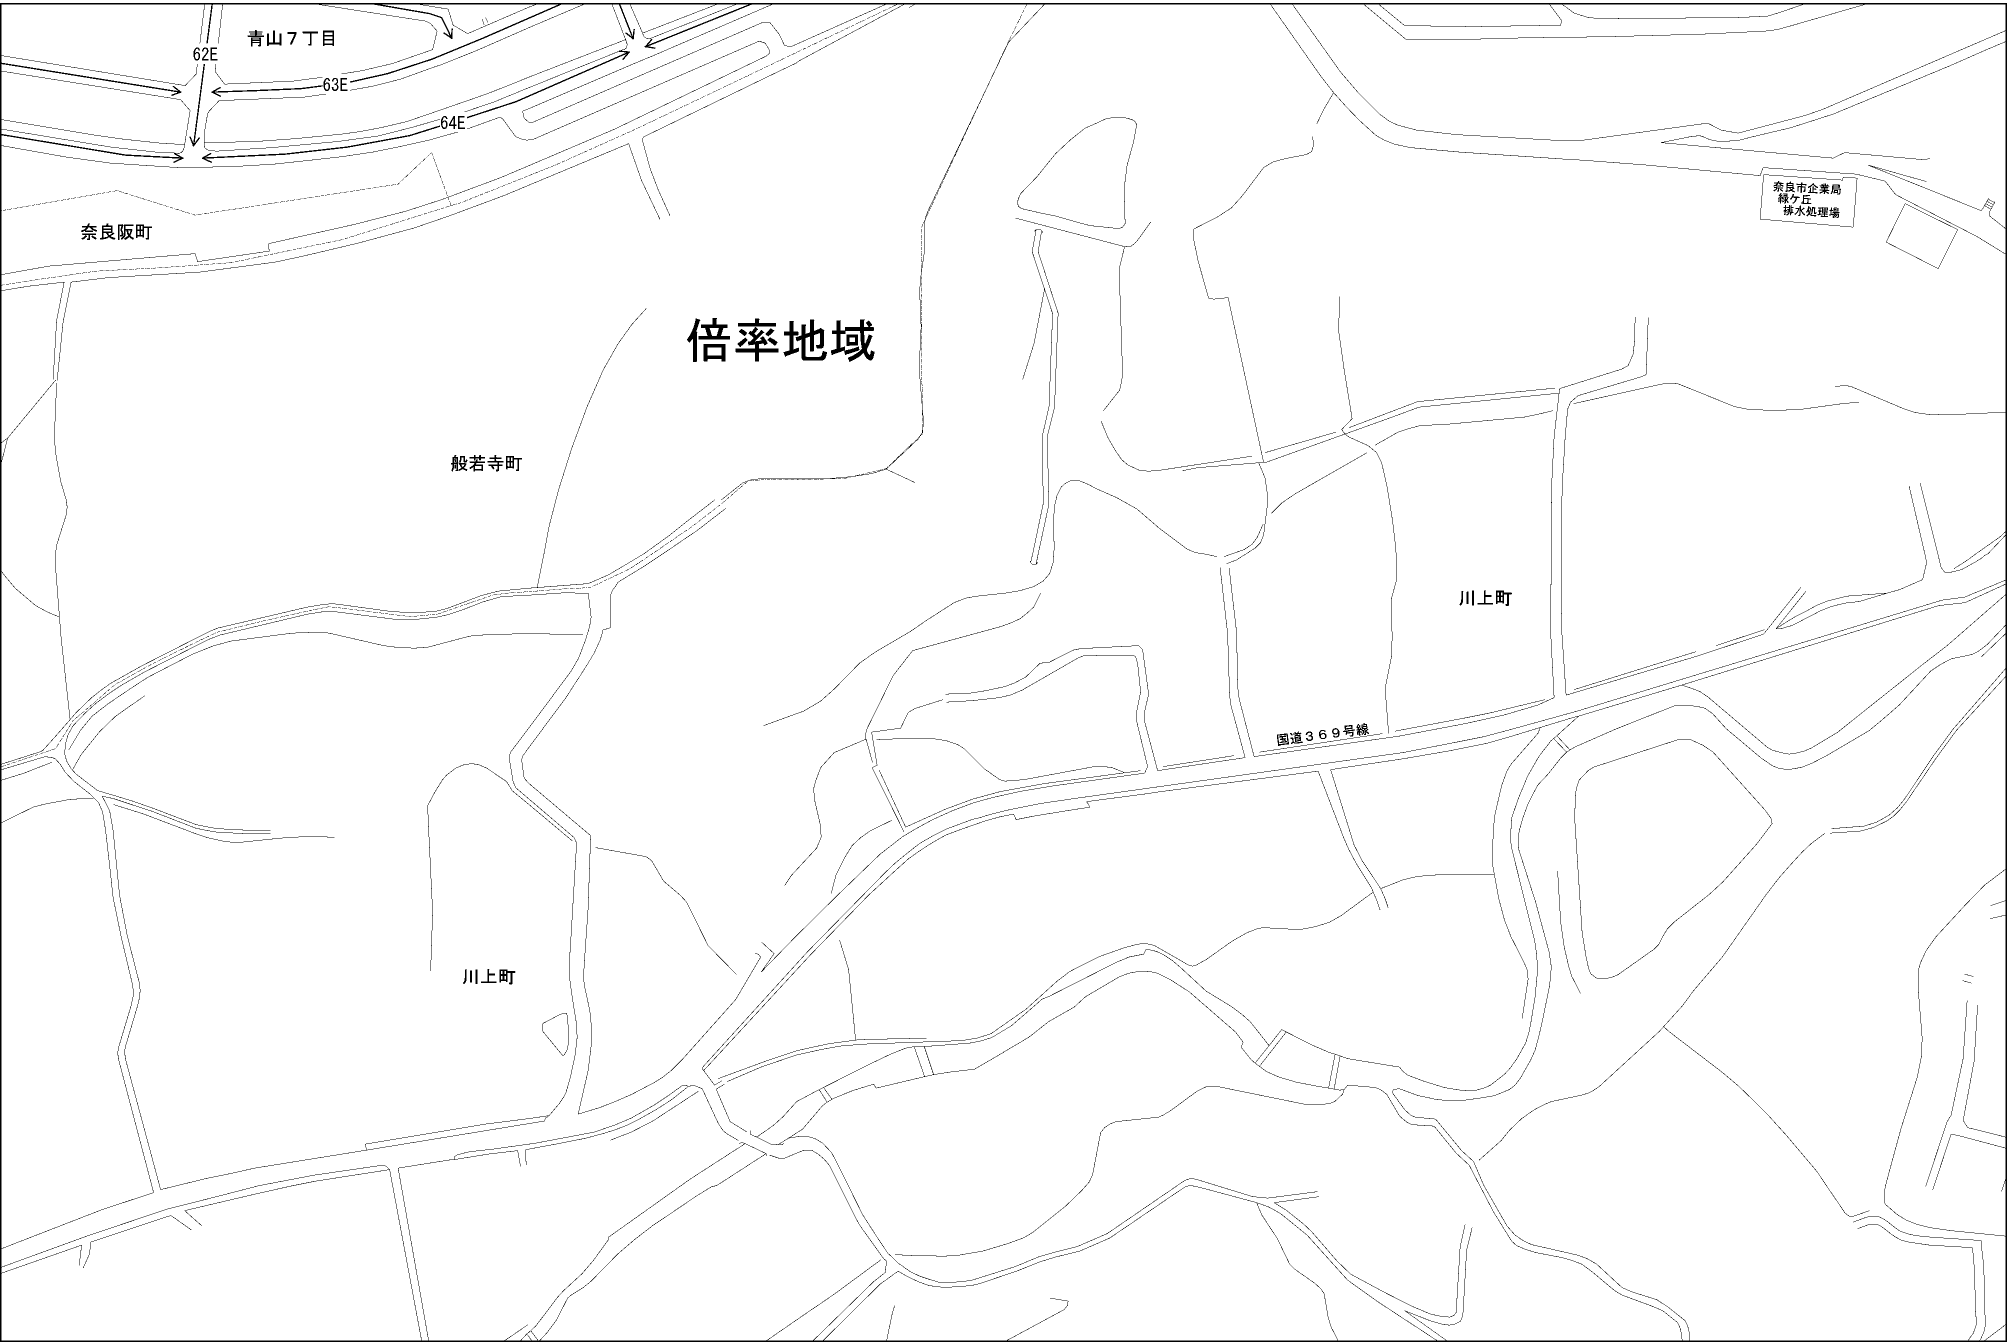 青山７丁目
62E
63E
64E
奈良市企業局
緑ケ丘
排水処理場
奈良阪町
倍率地域
般若寺町
川上町
国道３６９号線
川上町